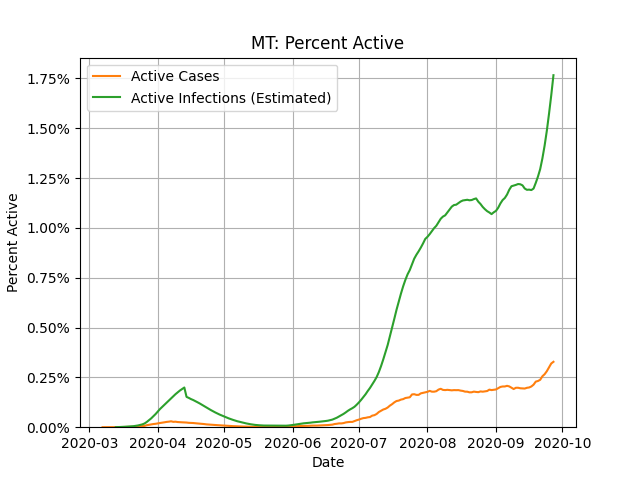 MT: Percent Active
Active Cases
Active Infections (Estimated)
Percent Active
1.75%
1.50%
1.25%
1.00%
0.75%
0.50%
0.25%
0.00%
2020-03 2020-04 2020-05 2020-06 2020-07 2020-08 2020-09 2020-10
Date